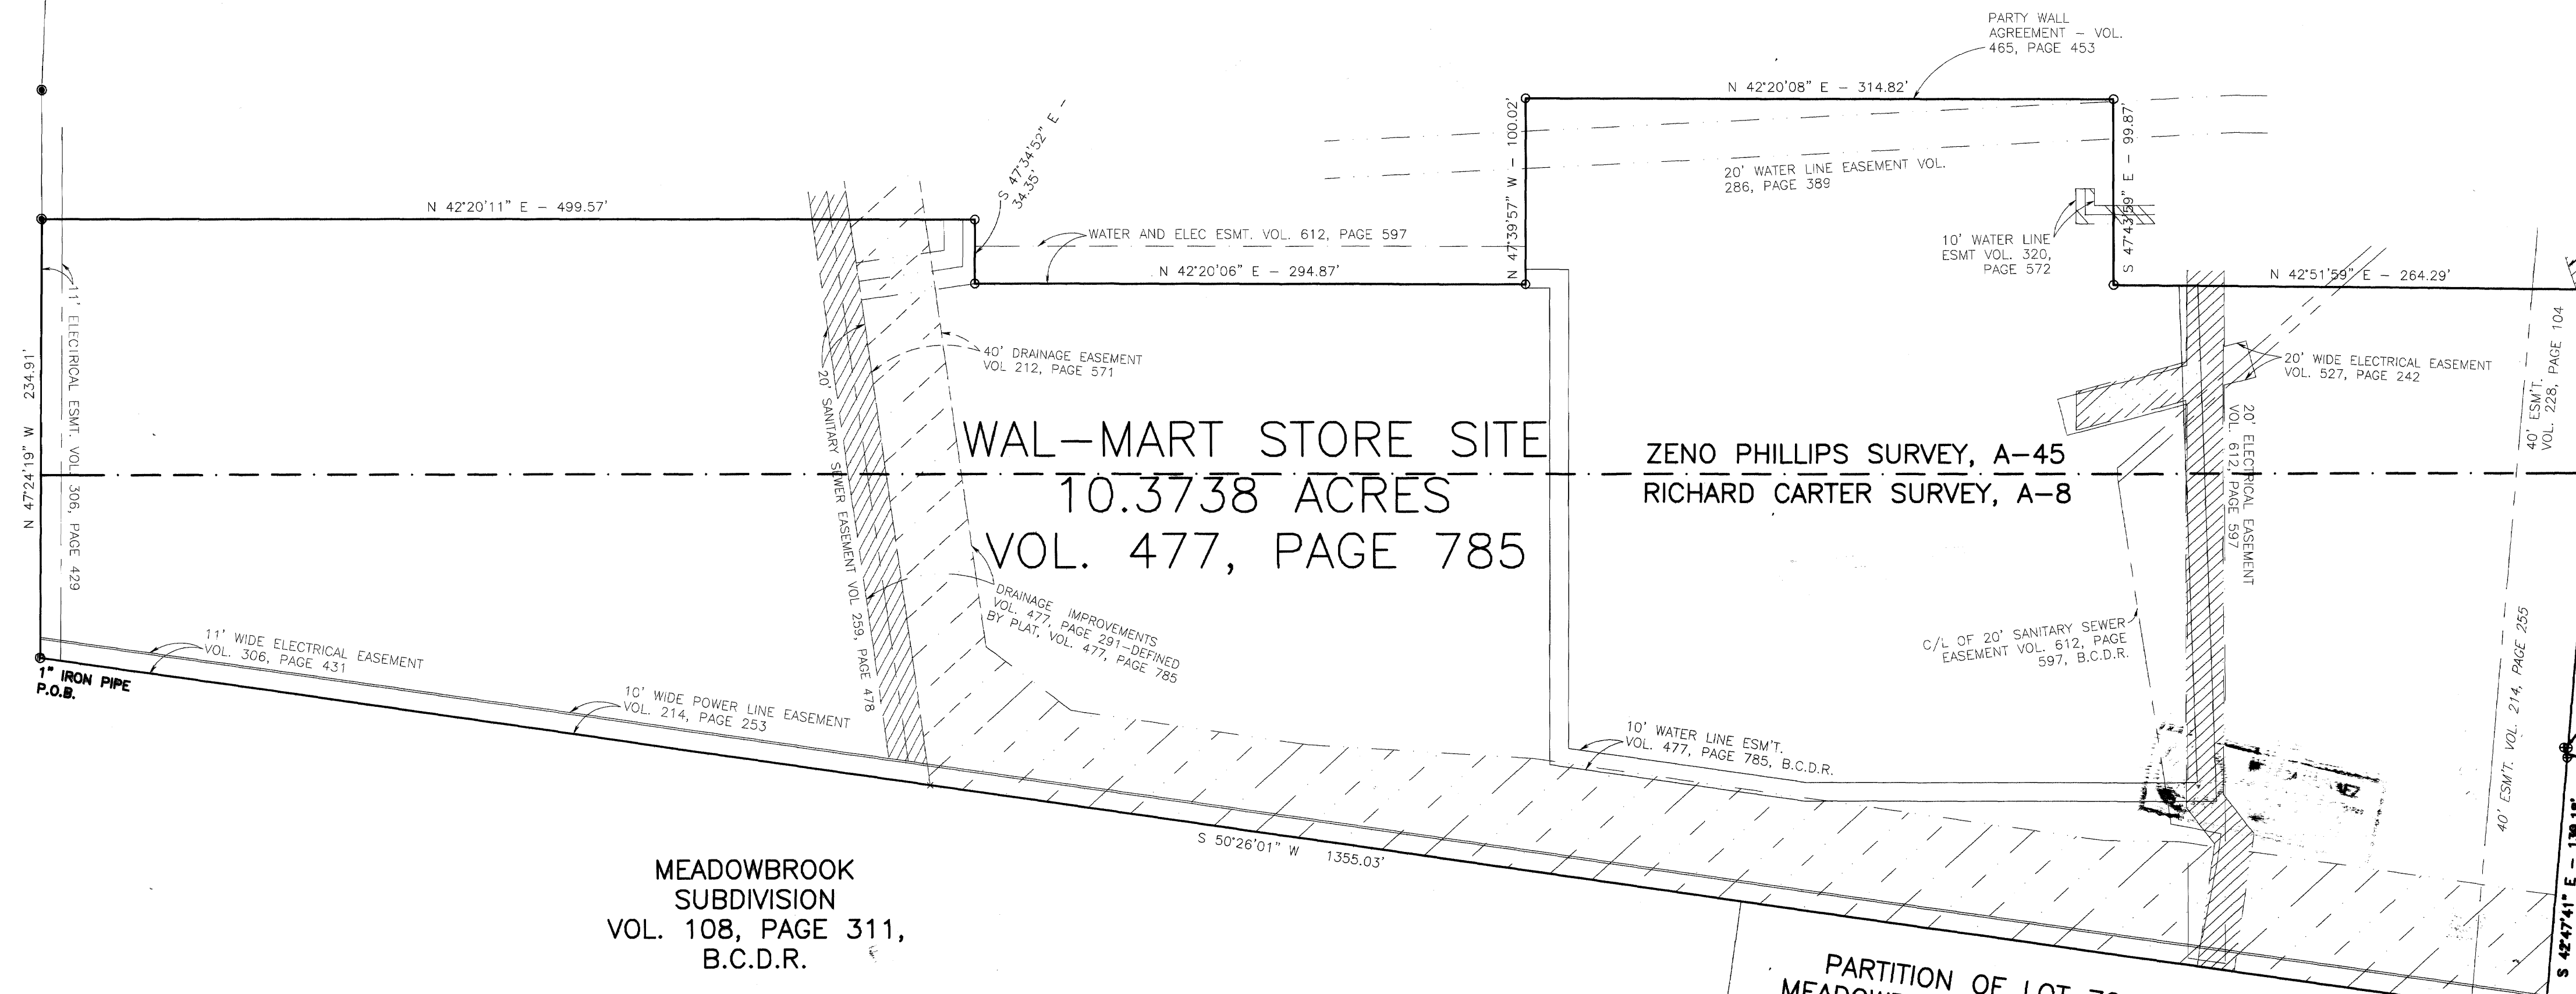 PARTY WALL
AGREEMENT - VOL.
465, PAGE 453
N 42°20'08" E - 314.82'
N 47°39'57" W - 100.02'
S 47°43'59" E - 99.87'
20' WATER LINE EASEMENT VOL.
286, PAGE 389
S 47°34'52" E -
34.35'
N 42°20'11" E - 499.57'
WATER AND ELEC ESMT. VOL. 612, PAGE 597
N 42°20'06" E - 294.87'
10' WATER LINE
ESMT VOL. 320,
PAGE 572
N 42°51'59" E - 264.29'
N 47°24'19" W 234.91'
11' ELECIRICAL ESMT. VOL. 306, PAGE 429
20' SANITARY SEWER EASEMENT VOL 259, PAGE 478
40' DRAINAGE EASEMENT
VOL 212, PAGE 571
20' WIDE ELECTRICAL EASEMENT
VOL. 527, PAGE 242
20' ELECTRICAL EASEMENT
VOL. 612, PAGE 597
40' ESM'T.
VOL. 228, PAGE 104
WAL-MART STORE SITE
10.3738 ACRES
VOL. 477, PAGE 785
ZENO PHILLIPS SURVEY, A-45
RICHARD CARTER SURVEY, A-8
DRAINAGE IMPROVEMENTS
VOL. 477, PAGE 291-DEFINED
BY PLAT, VOL. 477, PAGE 785
C/L OF 20' SANITARY SEWER
EASEMENT VOL. 612, PAGE
597, B.C.D.R.
40' ESM'T. VOL. 214, PAGE 255
11' WIDE ELECTRICAL EASEMENT
VOL. 306, PAGE 431
1" IRON PIPE
P.O.B.
10' WIDE POWER LINE EASEMENT
VOL. 214, PAGE 253
10' WATER LINE ESM'T.
VOL. 477, PAGE 785, B.C.D.R.
S 50°26'01" W 1355.03'
S 42°47'41" E -
MEADOWBROOK
SUBDIVISION
VOL. 108, PAGE 311,
B.C.D.R.
PARTITION OF LOT